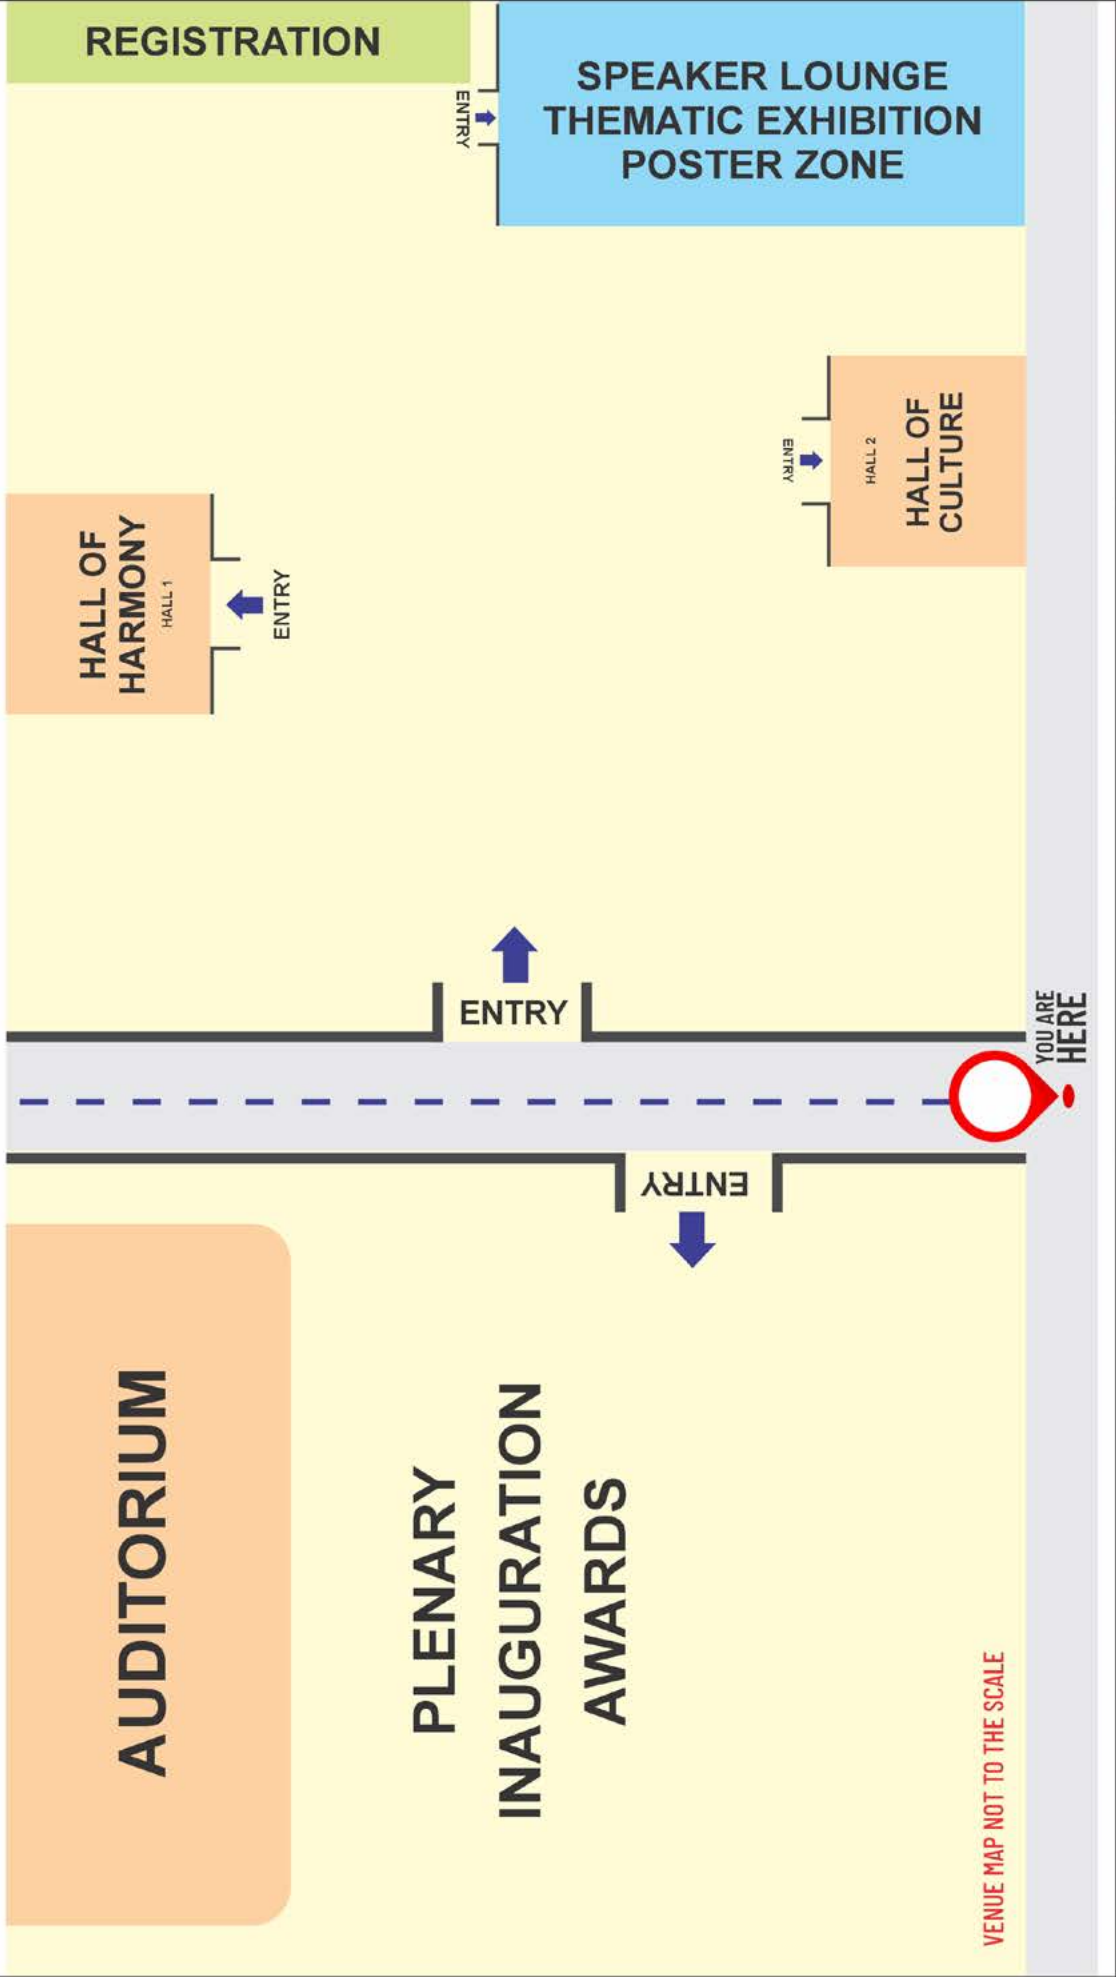 REGISTRATION
SPEAKER LOUNGE
THEMATIC EXHIBITION
POSTER ZONE
ENTRY
HALL OF
CULTURE
HALL 2
ENTRY
HALL OF
HARMONY
HALL 1
ENTRY
ENTRY
YOU ARE
HERE
ENTRY
AUDITORIUM
PLENARY
INAUGURATION
AWARDS
VENUE MAP NOT TO THE SCALE